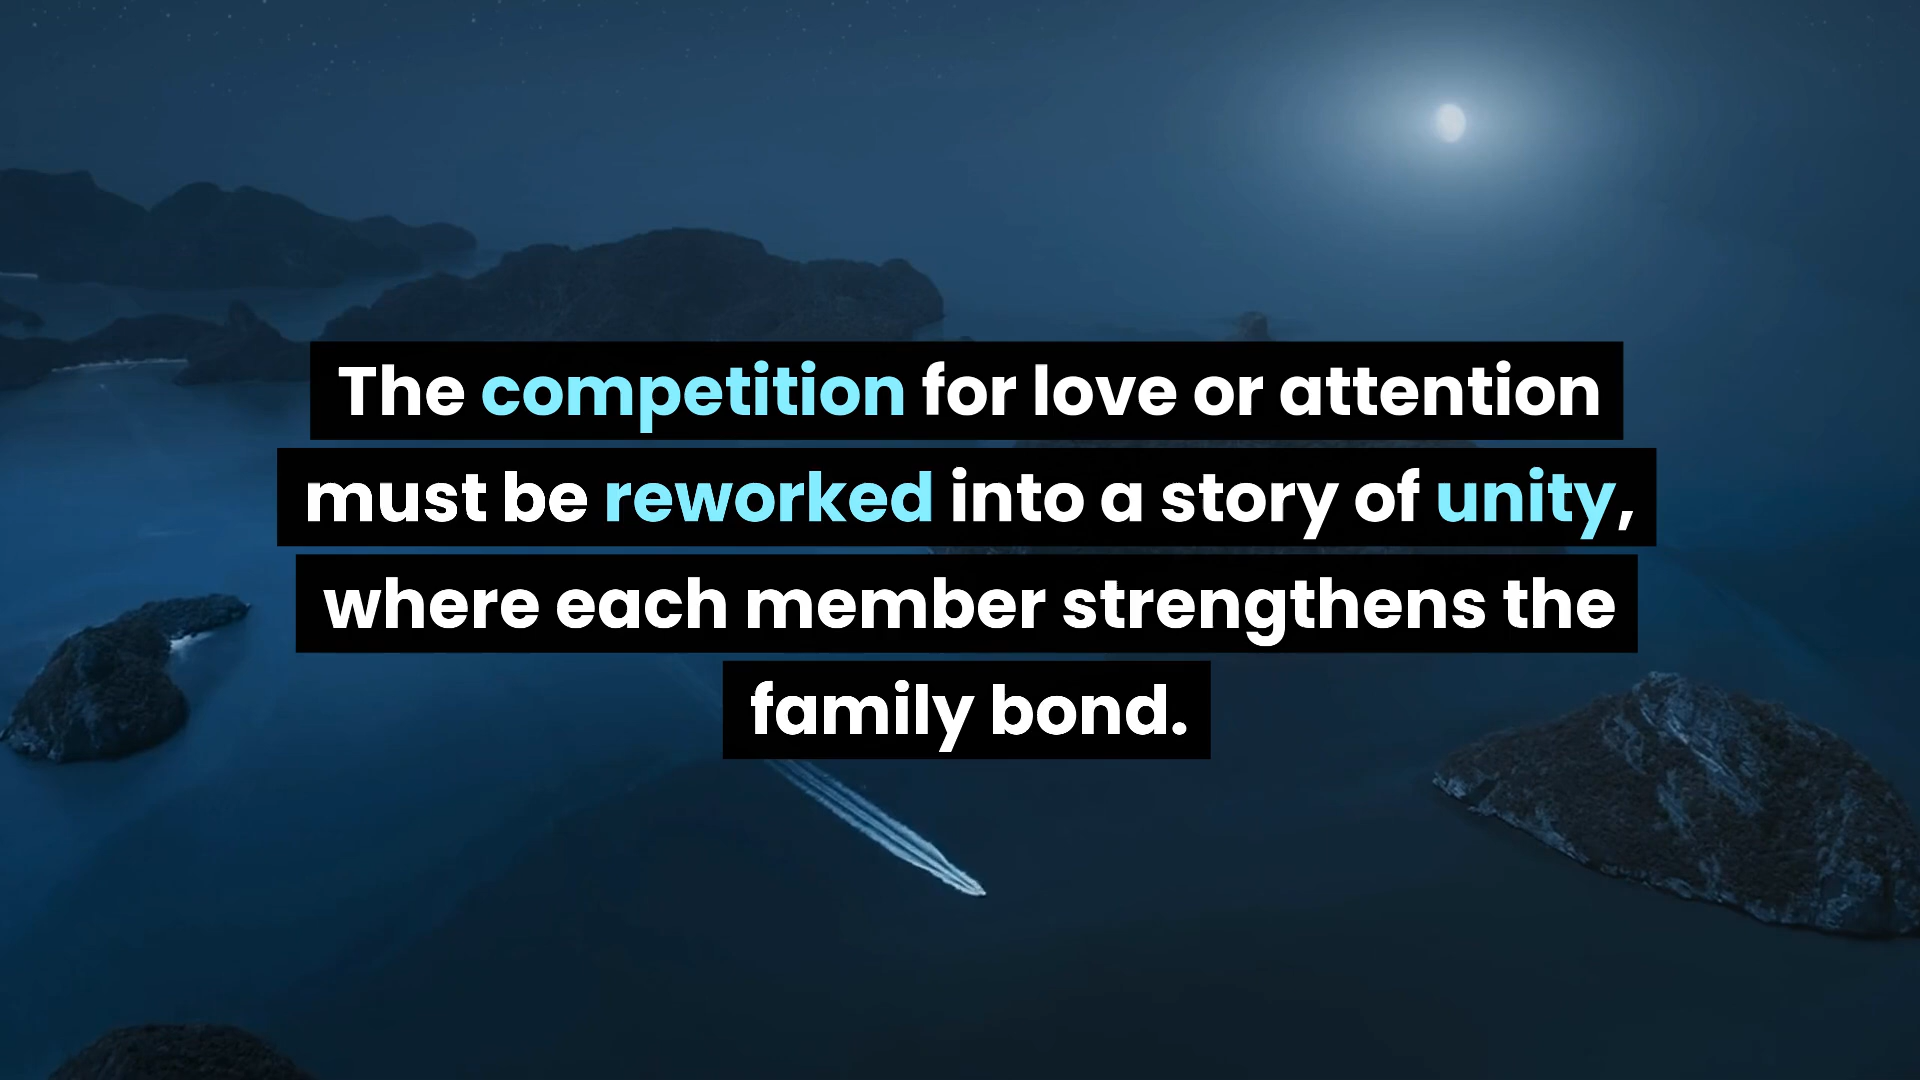 The competition for love or attention
must be reworked into a story of unity,
where each member strengthens the
family bond.